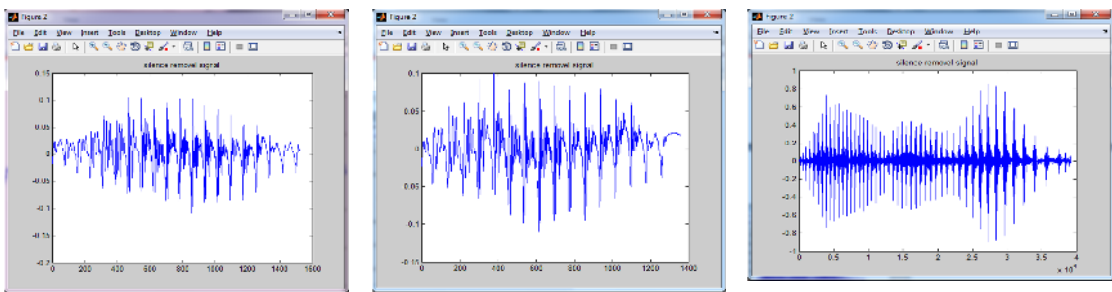 Figure 2
File Edit View Insert Tools Desktop Window Help
silence removel signal
0.15
0.1
0.05
0
-0.05
-0.1
-0.15
-0.2
0 200 400 600 800 1000 1200 1400 1600
Figure 2
File Edit View Insert Tools Desktop Window Help
silence removel signal
0.1
0.05
0
-0.1
-0.15
0 200 400 600 800 1000 1200 1400
Figure 2
File Edit View Insert Tools Desktop Window Help
silence removel signal
1
0.8
0.6
0.4
0.2
0
-0.2
-0.4
-0.6
-0.8
-1
0 0.5 1 1.5 2 2.5 3 3.5 4